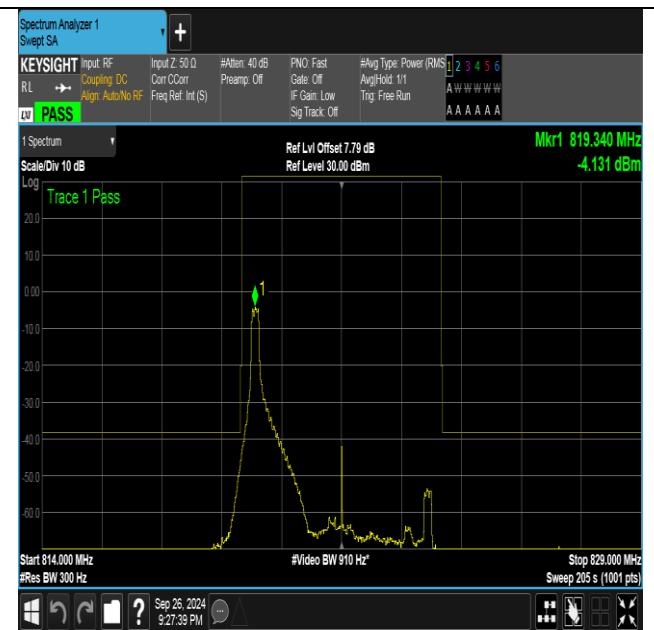 Spectrum Analyzer 1
Swept SA
+
KEYSIGHT Input: RF Input Z: 50 Ω #Atten: 40 dB PNO: Fast #Avg Type: Power (RMS 1 2 3 4 5 6
RL Coupling: DC Corr CCorr Preamp: Off Gate: Off Avg|Hold: 1/1 A W W W W W
Align: Auto/No RF Freq Ref: Int (S) IF Gain: Low Trig: Free Run
LXI PASS Sig Track: Off A A A A A A
1 Spectrum Ref Lvl Offset 7.79 dB Mkr1 819.340 MHz
Scale/Div 10 dB Ref Level 30.00 dBm -4.131 dBm
Log
Trace 1 Pass
20.0
10.0
0.00
1
-10.0
-20.0
-30.0
-40.0
-50.0
-60.0
Start 814.000 MHz #Video BW 910 Hz* Stop 829.000 MHz
#Res BW 300 Hz Sweep 205 s (1001 pts)
? Sep 26, 2024
9:27:39 PM